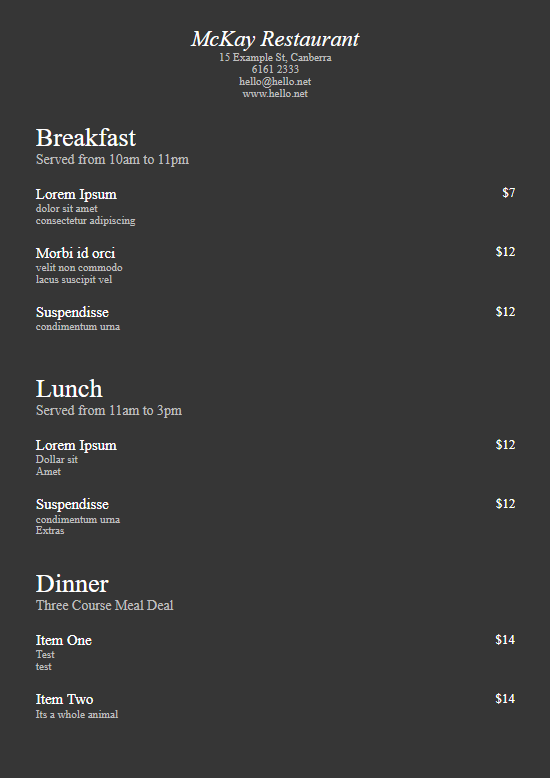 McKay Restaurant
15 Example St, Canberra
6161 2333
hello@hello.net
www.hello.net
Breakfast
Served from 10am to 11pm
Lorem Ipsum $7
dolor sit amet
consectetur adipiscing
Morbi id orci $12
velit non commodo
lacus suscipit vel
Suspendisse $12
condimentum urna
Lunch
Served from 11am to 3pm
Lorem Ipsum $12
Dollar sit
Amet
Suspendisse $12
condimentum urna
Extras
Dinner
Three Course Meal Deal
Item One $14
Test
test
Item Two $14
Its a whole animal